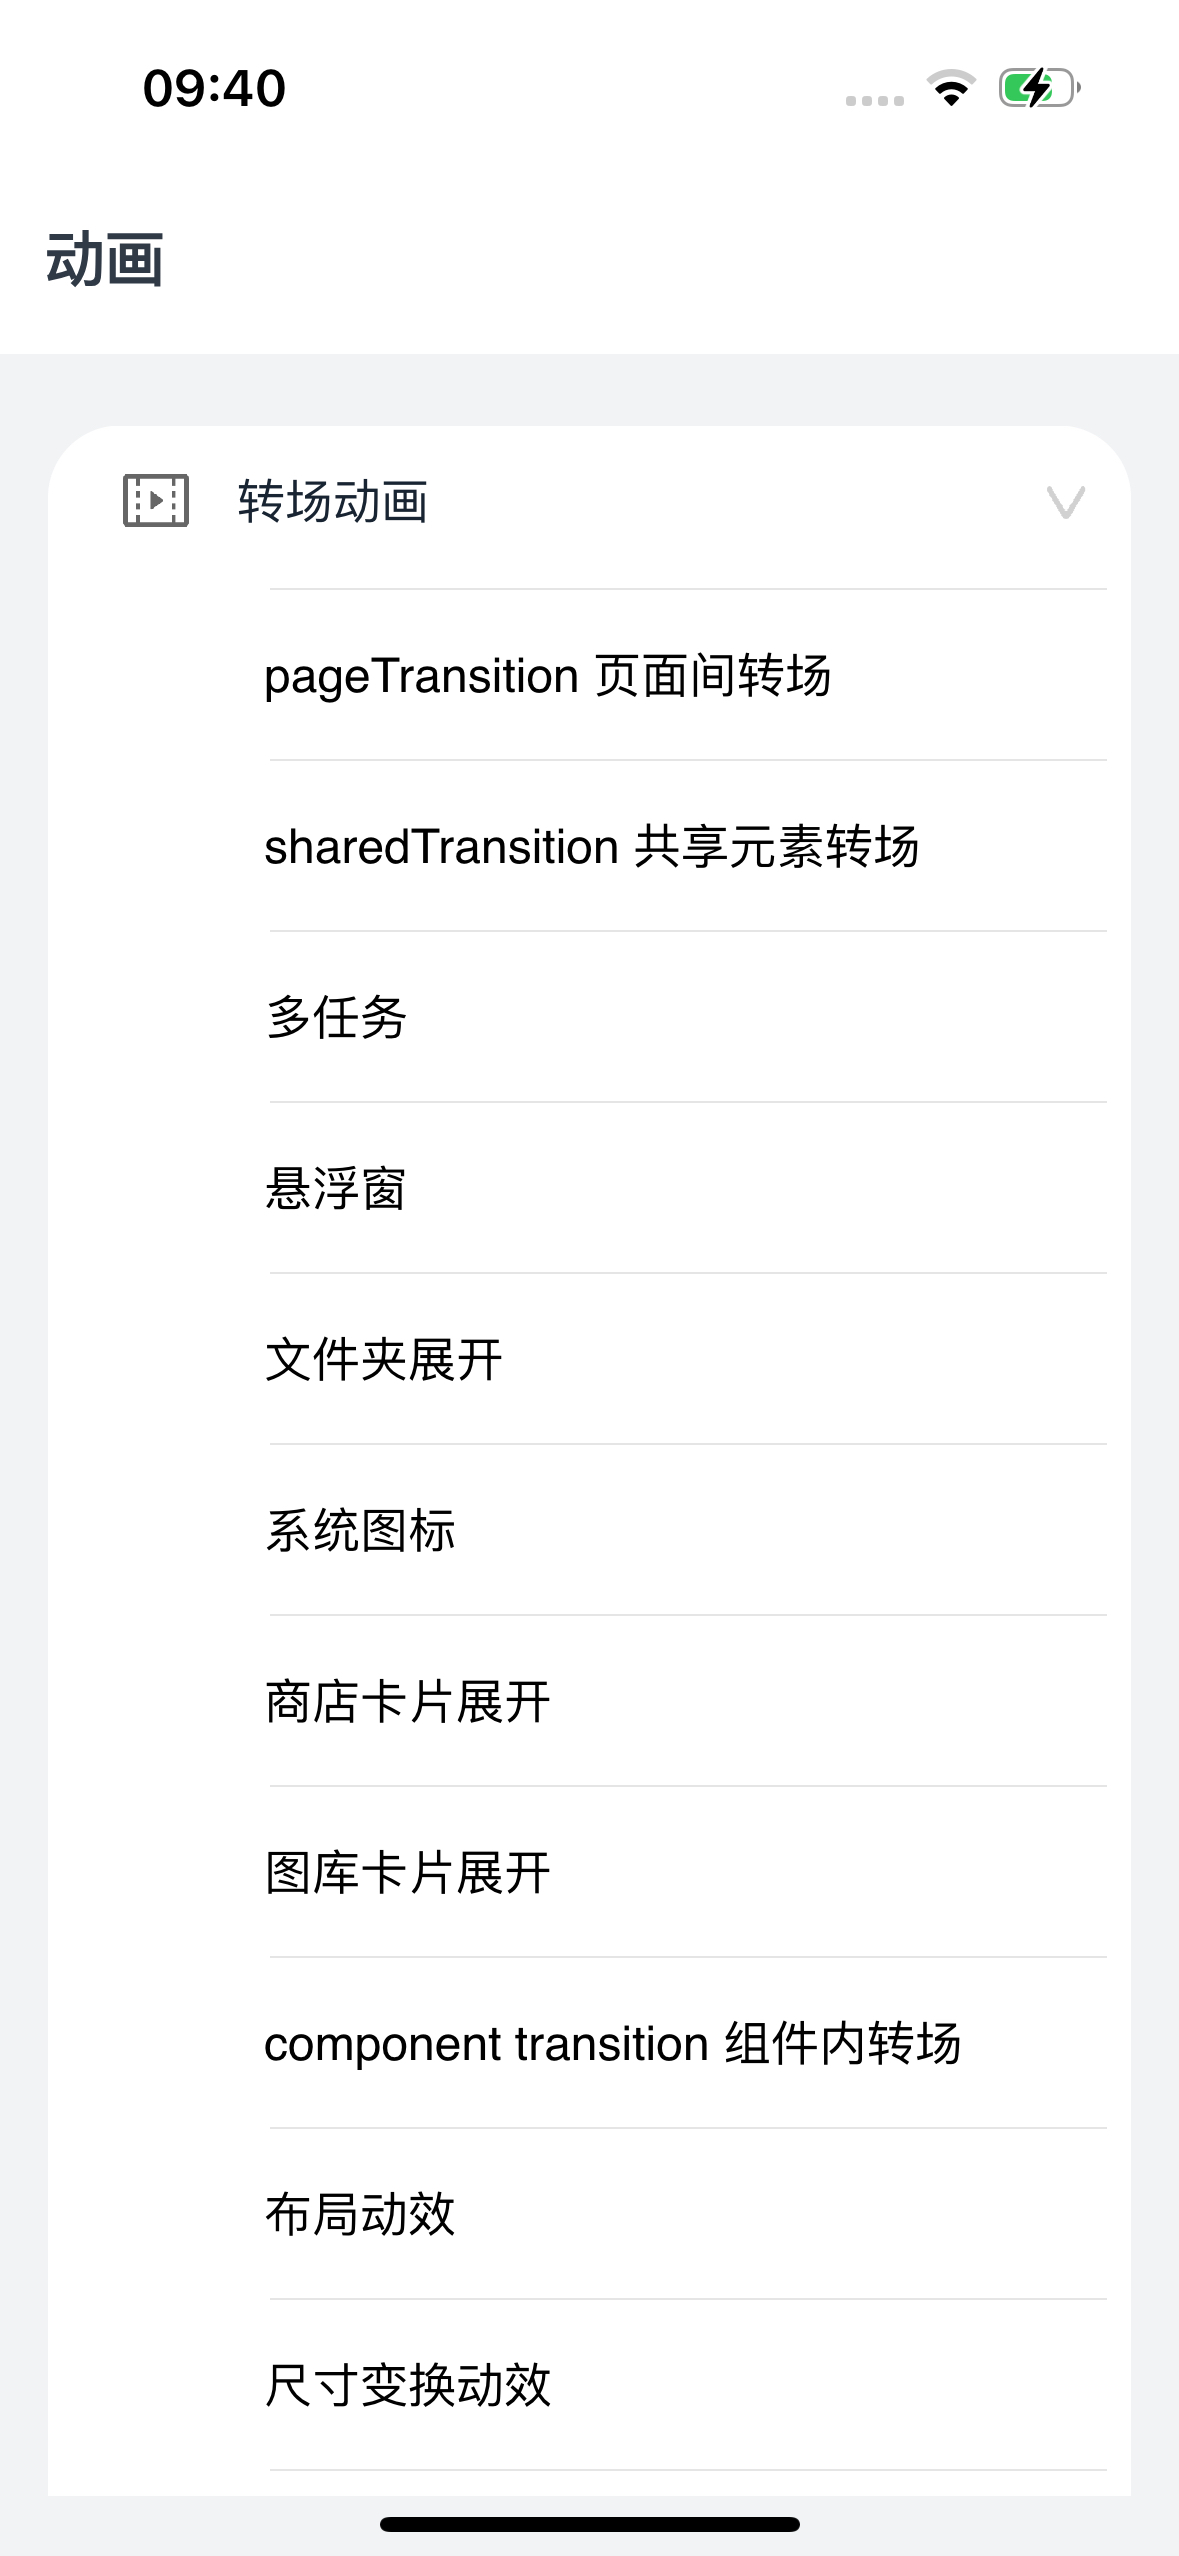 09:40
动画
转场动画
pageTransition 页面间转场
sharedTransition 共享元素转场
多任务
悬浮窗
文件夹展开
系统图标
商店卡片展开
图库卡片展开
component transition 组件内转场
布局动效
尺寸变换动效